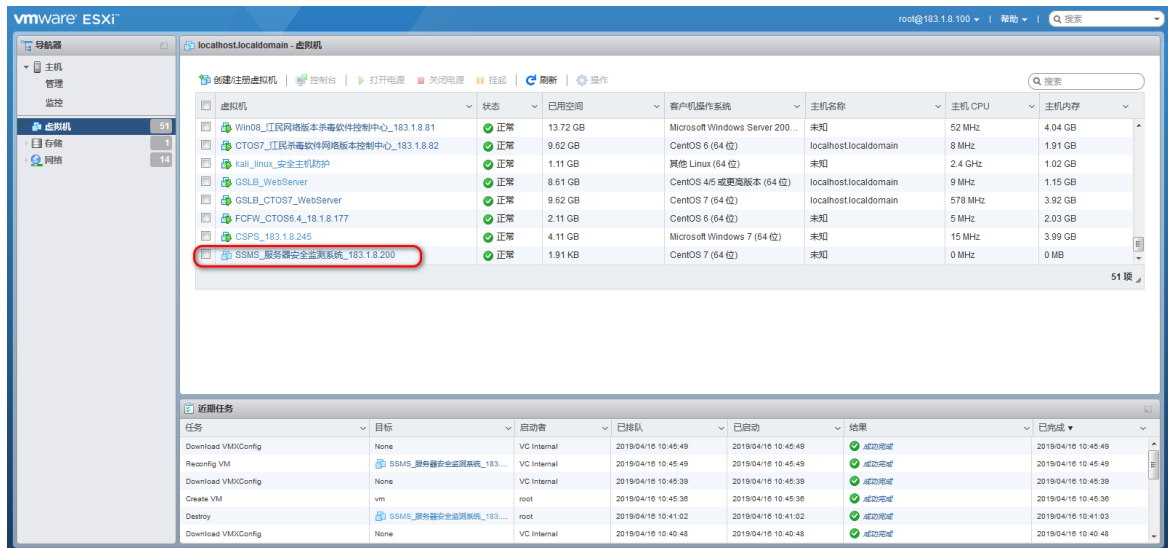 vmware ESXi™ root@183.1.8.100 ▾ | 帮助 ▾ | 搜索
导航器
主机
管理
监控
虚拟机 51
存储 1
网络 14
localhost.localdomain - 虚拟机
创建/注册虚拟机 | 控制台 | 打开电源 关闭电源 挂起 | 刷新 | 操作 搜索
虚拟机 状态 已用空间 客户机操作系统 主机名称 主机 CPU 主机内存
Win08_江民网络版本杀毒软件控制中心_183.1.8.81 正常 13.72 GB Microsoft Windows Server 200... 未知 52 MHz 4.04 GB
CTOS7_江民杀毒软件网络版本控制中心_183.1.8.82 正常 9.62 GB CentOS 6 (64 位) localhost.localdomain 8 MHz 1.91 GB
kali_linux_安全主机防护 正常 1.11 GB 其他 Linux (64 位) 未知 2.4 GHz 1.02 GB
GSLB_WebServer 正常 8.61 GB CentOS 4/5 或更高版本 (64 位) localhost.localdomain 9 MHz 1.15 GB
GSLB_CTOS7_WebServer 正常 9.62 GB CentOS 7 (64 位) localhost.localdomain 578 MHz 3.92 GB
FCFW_CTOS6.4_18.1.8.177 正常 2.11 GB CentOS 6 (64 位) 未知 5 MHz 2.03 GB
CSPS_183.1.8.245 正常 4.11 GB Microsoft Windows 7 (64 位) 未知 15 MHz 3.99 GB
SSMS_服务器安全监测系统_183.1.8.200 正常 1.91 KB CentOS 7 (64 位) 未知 0 MHz 0 MB
51 项
近期任务
任务 目标 启动者 已排队 已启动 结果 已完成 ▼
Download VMXConfig None VC Internal 2019/04/16 10:45:49 2019/04/16 10:45:49 成功完成 2019/04/16 10:45:49
Reconfig VM SSMS_服务器安全监测系统_183.... VC Internal 2019/04/16 10:45:49 2019/04/16 10:45:49 成功完成 2019/04/16 10:45:49
Download VMXConfig None VC Internal 2019/04/16 10:45:39 2019/04/16 10:45:39 成功完成 2019/04/16 10:45:39
Create VM vm root 2019/04/16 10:45:36 2019/04/16 10:45:36 成功完成 2019/04/16 10:45:36
Destroy SSMS_服务器安全监测系统_183.... root 2019/04/16 10:41:02 2019/04/16 10:41:02 成功完成 2019/04/16 10:41:03
Download VMXConfig None VC Internal 2019/04/16 10:40:48 2019/04/16 10:40:48 成功完成 2019/04/16 10:40:48